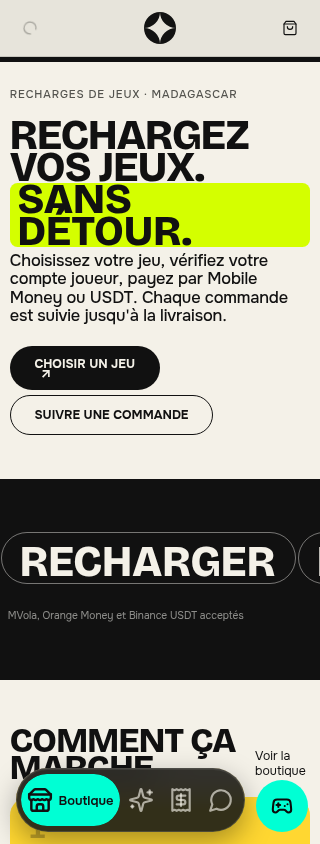 RECHARGES DE JEUX · MADAGASCAR
RECHARGEZ
VOS JEUX.
SANS
DÉTOUR.
Choisissez votre jeu, vérifiez votre
compte joueur, payez par Mobile
Money ou USDT. Chaque commande
est suivie jusqu'à la livraison.
CHOISIR UN JEU
SUIVRE UNE COMMANDE
RECHARGER
MVola, Orange Money et Binance USDT acceptés
COMMENT ÇA
MARCHE
Voir la
boutique
Boutique
1